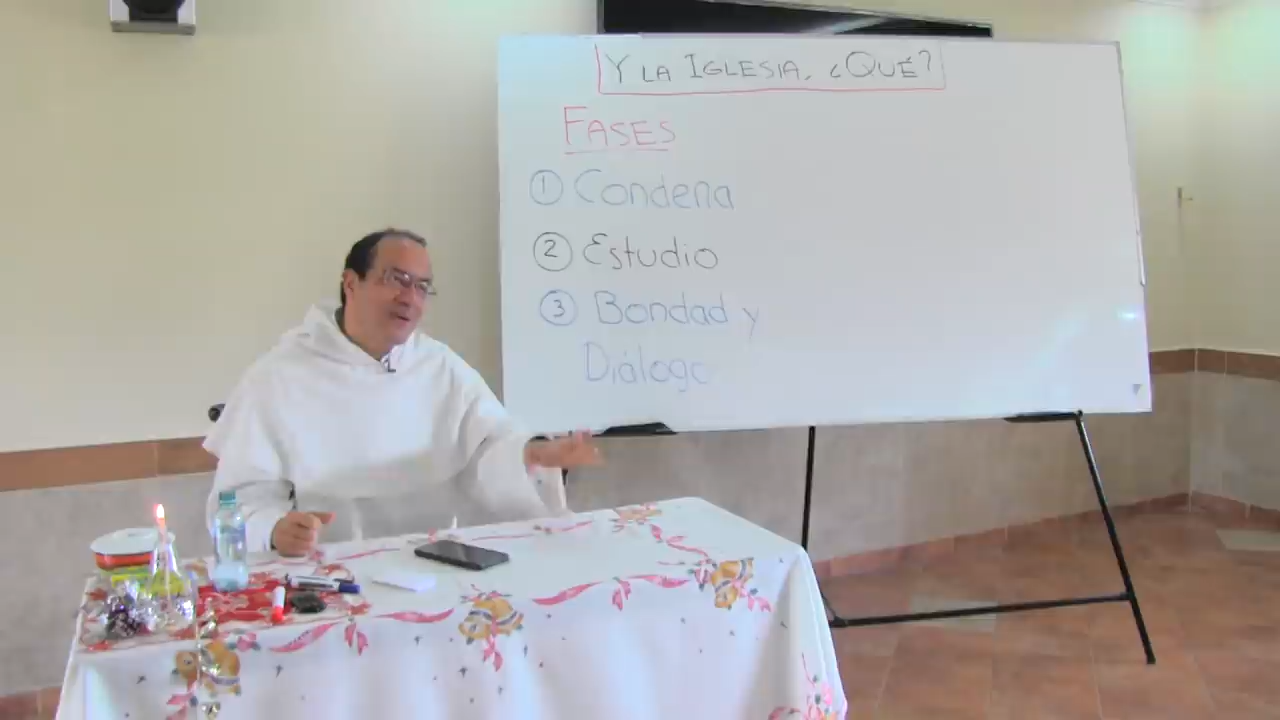 Y LA IGLESIA, ¿QUÉ?
FASES
① Condena
② Estudio
③ Bondad y
Diálogo